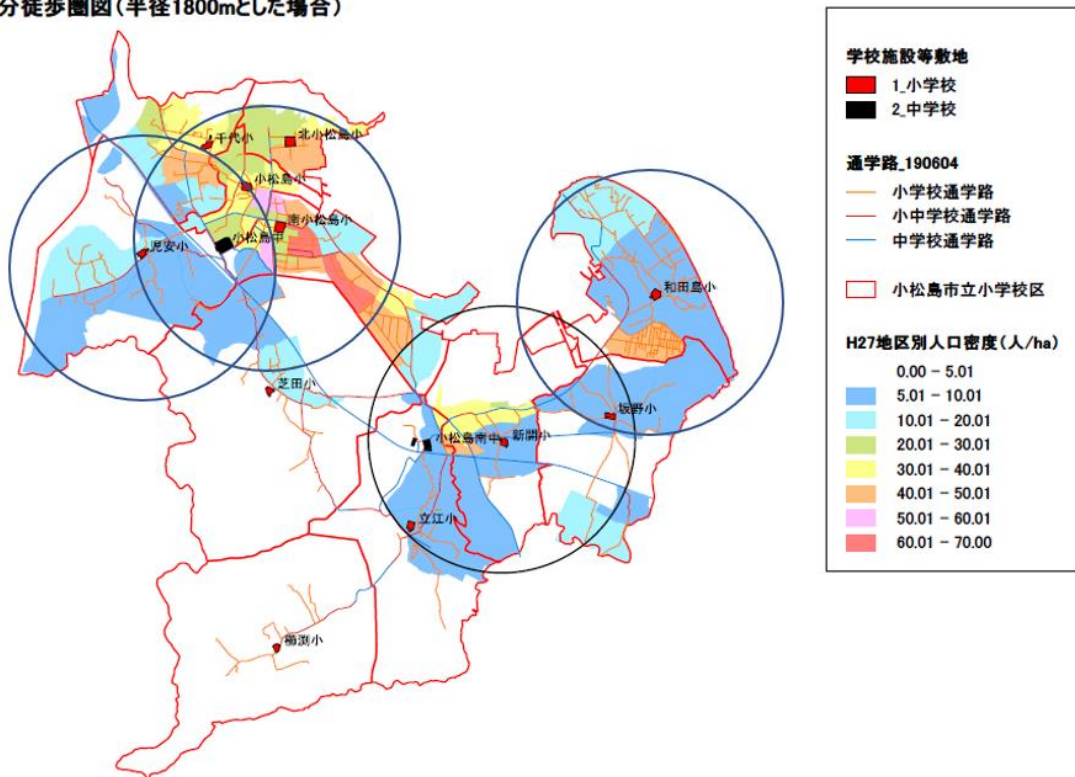 分徒歩圏図(半径1800mとした場合)
千代小
北小松島小
小松島小
南小松島小
小松島中
児安小
和田島小
芝田小
坂野小
小松島南中
新開小
立江小
櫛渕小
学校施設等敷地
1_小学校
2_中学校
通学路_190604
小学校通学路
小中学校通学路
中学校通学路
小松島市立小学校区
H27地区別人口密度(人/ha)
0.00 - 5.01
5.01 - 10.01
10.01 - 20.01
20.01 - 30.01
30.01 - 40.01
40.01 - 50.01
50.01 - 60.01
60.01 - 70.00